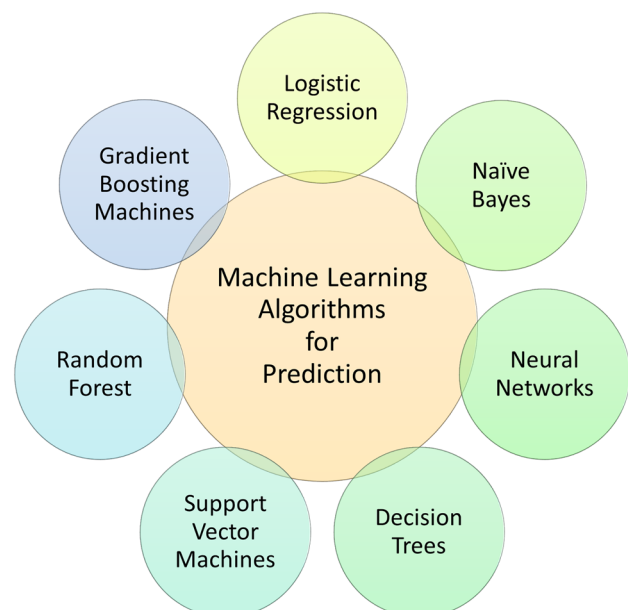 Logistic
Regression
Naïve
Bayes
Neural
Networks
Decision
Trees
Support
Vector
Machines
Random
Forest
Gradient
Boosting
Machines
Machine Learning
Algorithms
for
Prediction